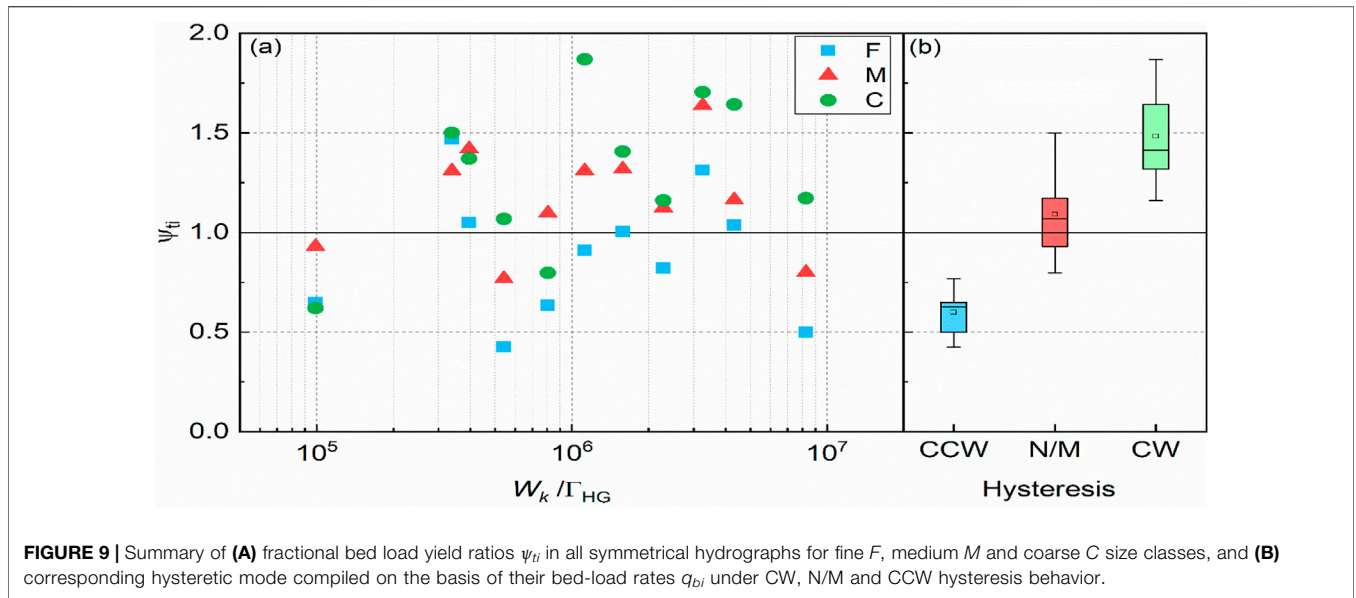 (a)
(b)
F
M
C
2.0
1.5
1.0
0.5
0.0
ψti
10^5
10^6
10^7
Wk /ΓHG
CCW N/M CW
Hysteresis
FIGURE 9 | Summary of (A) fractional bed load yield ratios ψti in all symmetrical hydrographs for fine F, medium M and coarse C size classes, and (B)
corresponding hysteretic mode compiled on the basis of their bed-load rates qbi under CW, N/M and CCW hysteresis behavior.